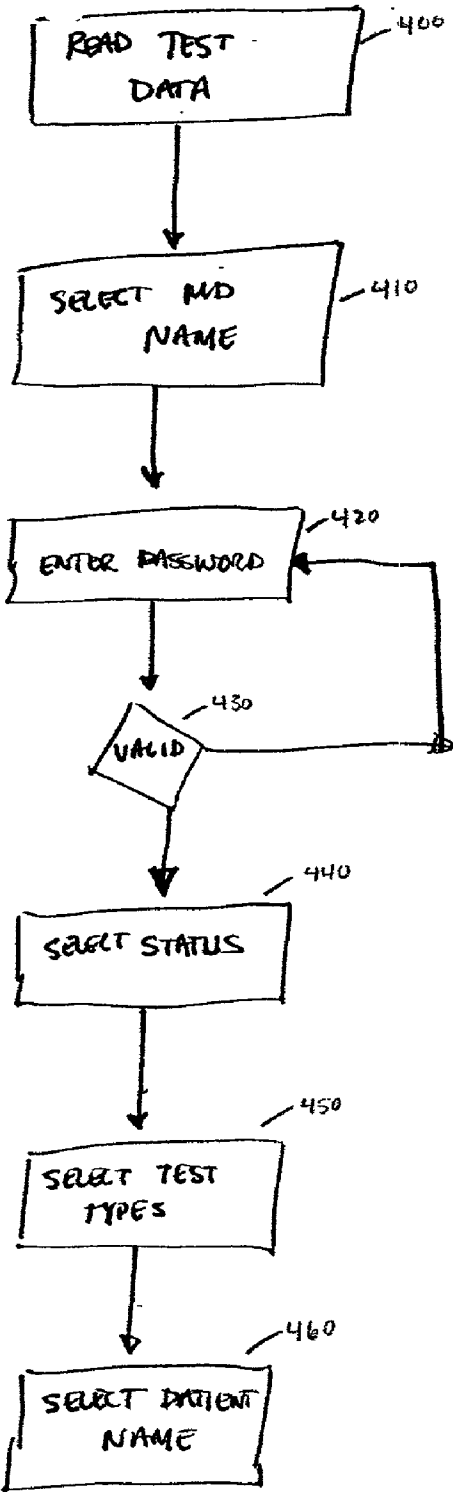 READ TEST
DATA
400
SELECT MD
NAME
410
420
ENTER PASSWORD
430
VALID
440
SELECT STATUS
450
SELECT TEST
TYPES
460
SELECT PATIENT
NAME